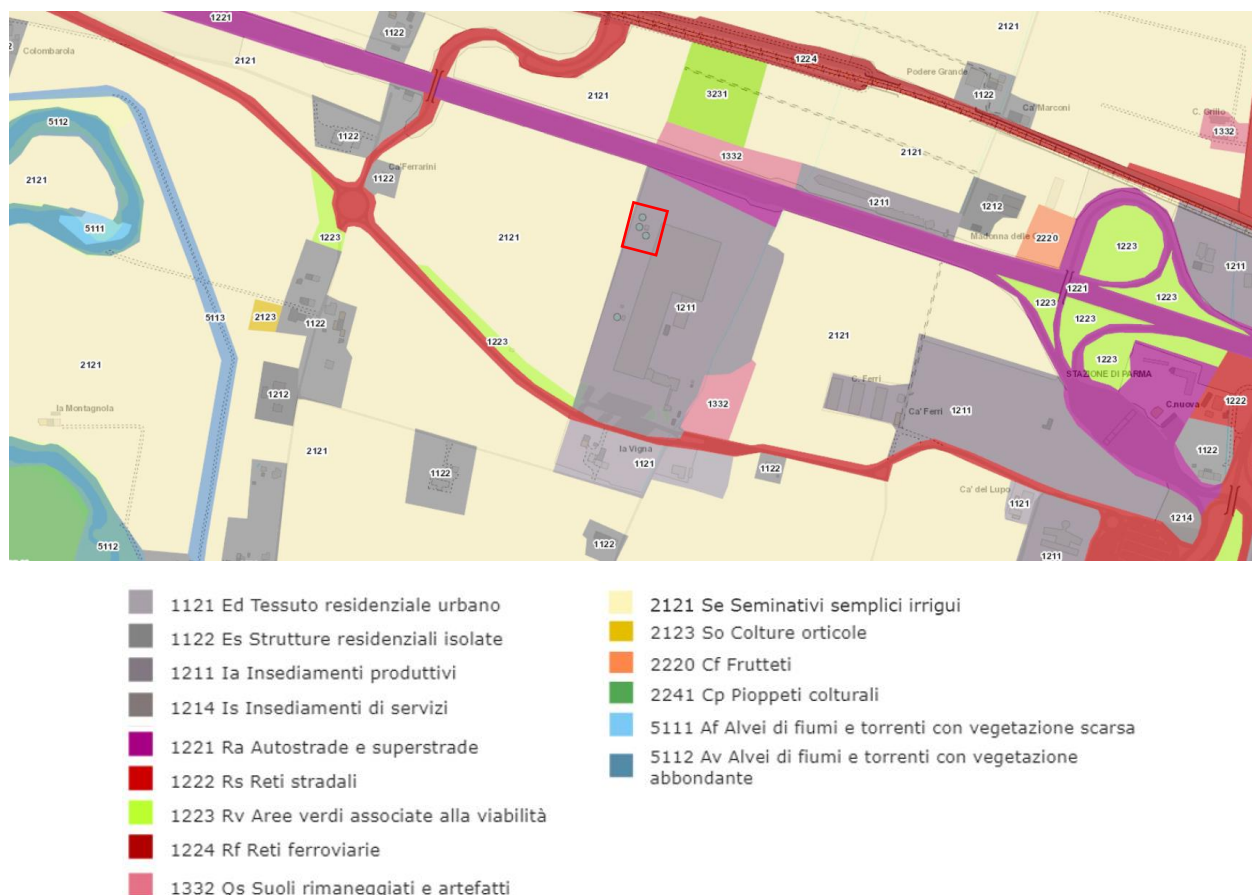 1221
1122
1122
Colombarola
2121
2121
1224
2121
Podere Grande
1122
Ca' Marconi
C. Grillo
1332
5112
1122
3231
2121
1332
2121
Ca'Ferrarini
1122
1211
1212
2121
5111
1223
2121
Madonna delle
2220
1223
1211
1221
1223
1223
1223
5113
2123
1122
1211
1223
2121
1223
2121
STAZIONE DI PARMA
C. Ferri
1212
1332
Ca' Ferri
1211
C.nuova
1222
la Montagnola
2121
la Vigna
1121
1122
1122
1122
Ca' del Lupo
1121
1214
5112
1122
1211
1121 Ed Tessuto residenziale urbano
1122 Es Strutture residenziali isolate
1211 Ia Insediamenti produttivi
1214 Is Insediamenti di servizi
1221 Ra Autostrade e superstrade
1222 Rs Reti stradali
1223 Rv Aree verdi associate alla viabilità
1224 Rf Reti ferroviarie
1332 Qs Suoli rimaneggiati e artefatti
2121 Se Seminativi semplici irrigui
2123 So Colture orticole
2220 Cf Frutteti
2241 Cp Pioppeti colturali
5111 Af Alvei di fiumi e torrenti con vegetazione scarsa
5112 Av Alvei di fiumi e torrenti con vegetazione
abbondante